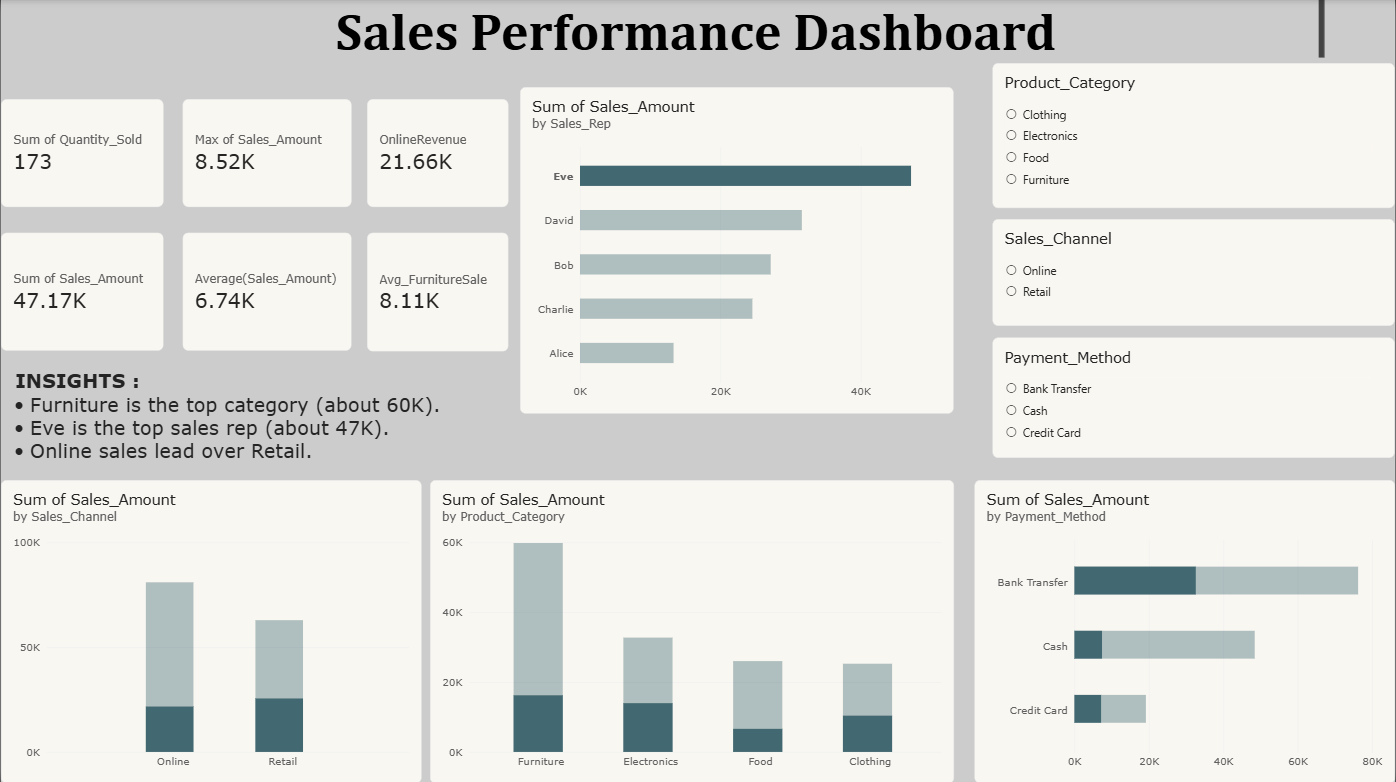 Sales Performance Dashboard
Sum of Quantity_Sold
173
Max of Sales_Amount
8.52K
OnlineRevenue
21.66K
Sum of Sales_Amount
47.17K
Average(Sales_Amount)
6.74K
Avg_FurnitureSale
8.11K
INSIGHTS :
• Furniture is the top category (about 60K).
• Eve is the top sales rep (about 47K).
• Online sales lead over Retail.
Sum of Sales_Amount
by Sales_Rep
Eve
David
Bob
Charlie
Alice
0K 20K 40K
Product_Category
Clothing
Electronics
Food
Furniture
Sales_Channel
Online
Retail
Payment_Method
Bank Transfer
Cash
Credit Card
Sum of Sales_Amount
by Sales_Channel
100K
50K
0K
Online Retail
Sum of Sales_Amount
by Product_Category
60K
40K
20K
0K
Furniture Electronics Food Clothing
Sum of Sales_Amount
by Payment_Method
Bank Transfer
Cash
Credit Card
0K 20K 40K 60K 80K